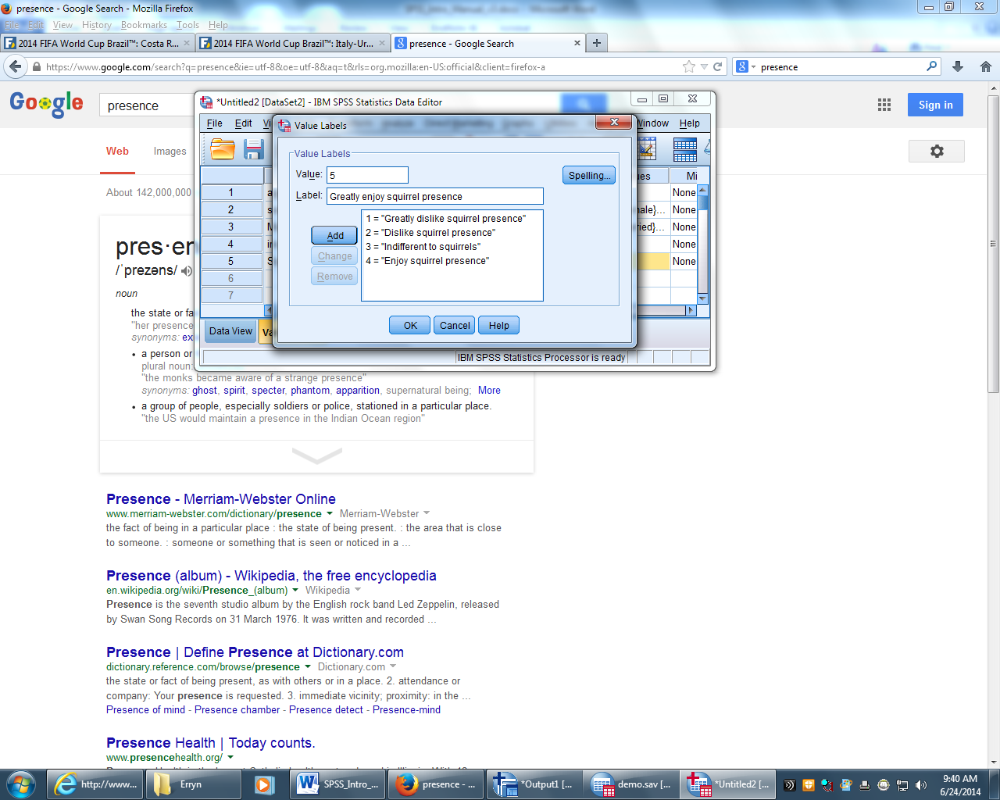 presence - Google Search - Mozilla Firefox
File Edit View History Bookmarks Tools Help
2014 FIFA World Cup Brazil™: Costa R...
2014 FIFA World Cup Brazil™: Italy-Ur...
presence - Google Search
https://www.google.com/search?q=presence&ie=utf-8&oe=utf-8&aq=t&rls=org.mozilla:en-US:official&client=firefox-a
presence
Google
presence
Sign in
Web Images
About 142,000,000
*Untitled2 [DataSet2] - IBM SPSS Statistics Data Editor
File Edit Window Help
Value Labels
Value Labels
Value: 5
Spelling...
Label: Greatly enjoy squirrel presence
1 = "Greatly dislike squirrel presence"
2 = "Dislike squirrel presence"
3 = "Indifferent to squirrels"
4 = "Enjoy squirrel presence"
Add
Change
Remove
OK Cancel Help
1 None
2 None
3 None
4 None
5 None
6
7
Data View
IBM SPSS Statistics Processor is ready
/ˈprezəns/
noun
the state or
"her presence
synonyms:
a person or
plural noun:
"the monks became aware of a strange presence"
synonyms: ghost, spirit, specter, phantom, apparition, supernatural being; More
a group of people, especially soldiers or police, stationed in a particular place.
"the US would maintain a presence in the Indian Ocean region"
Presence - Merriam-Webster Online
www.merriam-webster.com/dictionary/presence Merriam-Webster
the fact of being in a particular place : the state of being present. : the area that is close
to someone. : someone or something that is seen or noticed in a ...
Presence (album) - Wikipedia, the free encyclopedia
en.wikipedia.org/wiki/Presence_(album) Wikipedia
Presence is the seventh studio album by the English rock band Led Zeppelin, released
by Swan Song Records on 31 March 1976. It was written and recorded ...
Presence | Define Presence at Dictionary.com
dictionary.reference.com/browse/presence Dictionary.com
the state or fact of being present, as with others or in a place. 2. attendance or
company: Your presence is requested. 3. immediate vicinity; proximity: in the ...
Presence of mind - Presence chamber - Presence detect - Presence-mind
Presence Health | Today counts.
www.presencehealth.org/
http://www...
Erryn
SPSS_Intro_...
presence - ...
*Output1 [...
demo.sav [...
*Untitled2 [...
9:40 AM
6/24/2014